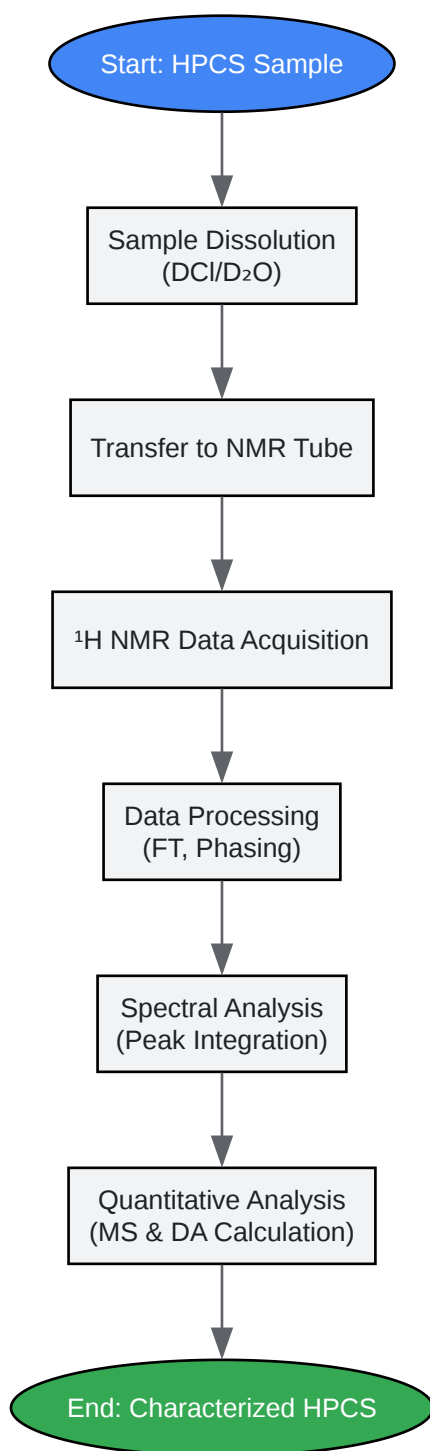 Start: HPCS Sample
Sample Dissolution
(DCl/D₂O)
Transfer to NMR Tube
¹H NMR Data Acquisition
Data Processing
(FT, Phasing)
Spectral Analysis
(Peak Integration)
Quantitative Analysis
(MS & DA Calculation)
End: Characterized HPCS